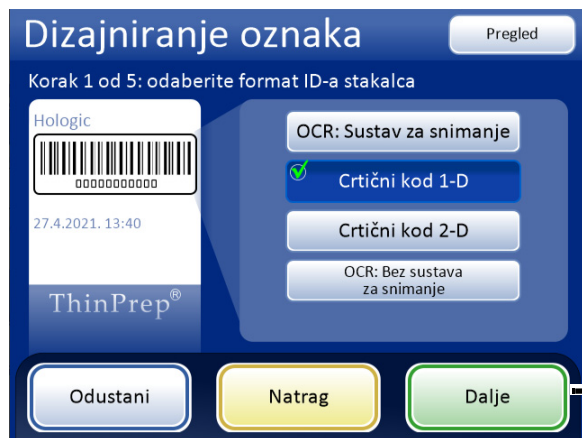 Dizajniranje oznaka
Pregled
Korak 1 od 5: odaberite format ID-a stakalca
Hologic
00000000000
27.4.2021. 13:40
ThinPrep®
OCR: Sustav za snimanje
Crtični kod 1-D
Crtični kod 2-D
OCR: Bez sustava
za snimanje
Odustani
Natrag
Dalje